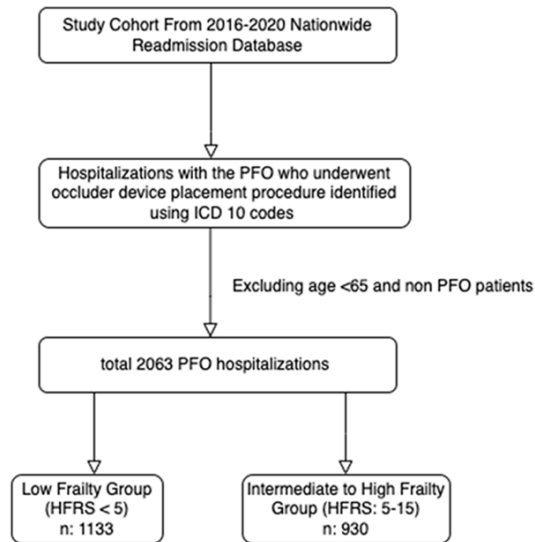 Study Cohort From 2016-2020 Nationwide
Readmission Database
Hospitalizations with the PFO who underwent
occluder device placement procedure identified
using ICD 10 codes
Excluding age <65 and non PFO patients
total 2063 PFO hospitalizations
Low Frailty Group
(HFRS < 5)
n: 1133
Intermediate to High Frailty
Group (HFRS: 5-15)
n: 930